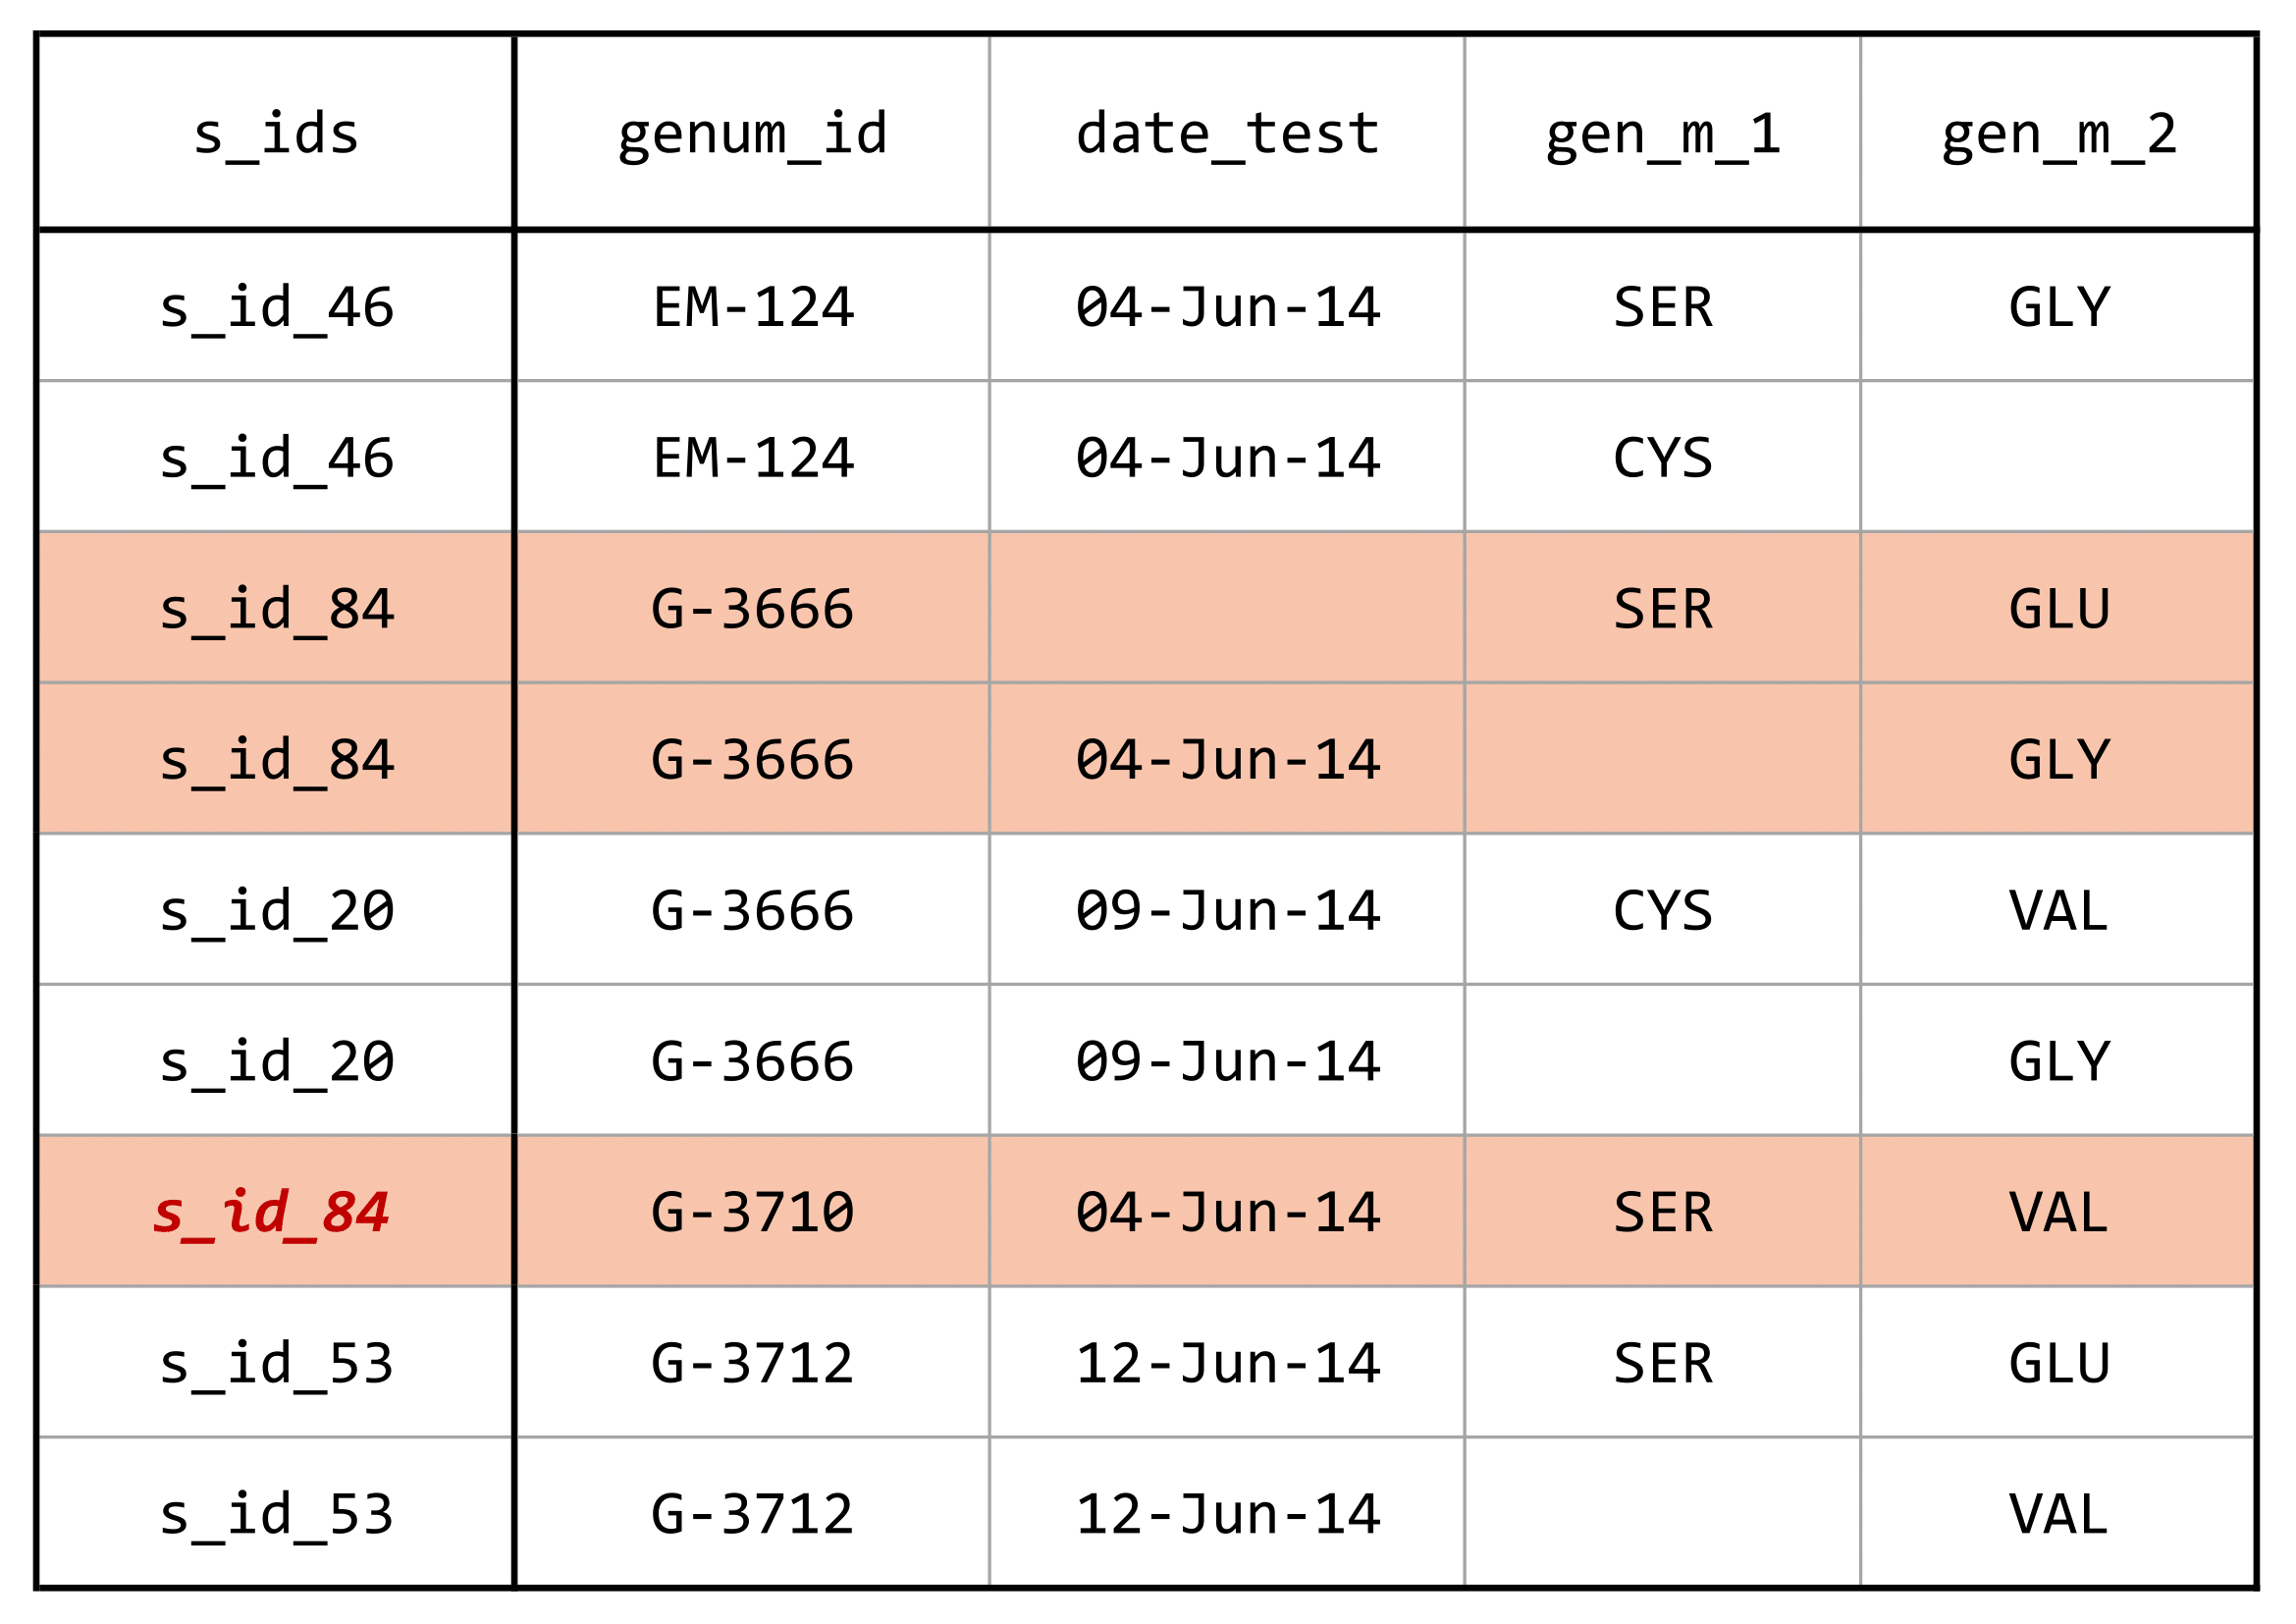 s_ids genum_id date_test gen_m_1 gen_m_2
s_id_46 EM-124 04-Jun-14 SER GLY
s_id_46 EM-124 04-Jun-14 CYS
s_id_84 G-3666 SER GLU
s_id_84 G-3666 04-Jun-14 GLY
s_id_20 G-3666 09-Jun-14 CYS VAL
s_id_20 G-3666 09-Jun-14 GLY
s_id_84 G-3710 04-Jun-14 SER VAL
s_id_53 G-3712 12-Jun-14 SER GLU
s_id_53 G-3712 12-Jun-14 VAL